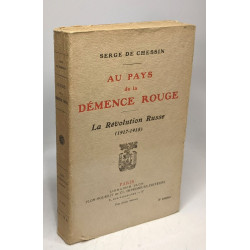 SERGE DE CHESSIN
AU PAYS
de la
DÉMENCE ROUGE
La Révolution Russe
(1917-1918)
PARIS